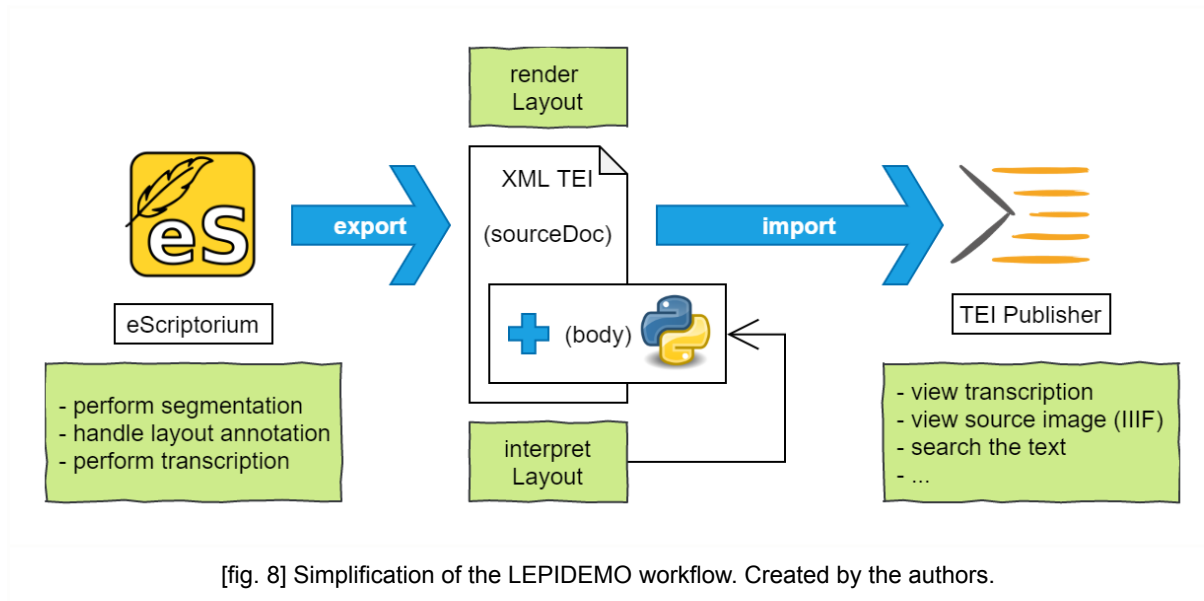 render
Layout
eS
XML TEI
(sourceDoc)
export
import
(body)
eScriptorium
TEI Publisher
- perform segmentation
- handle layout annotation
- perform transcription
interpret
Layout
- view transcription
- view source image (IIIF)
- search the text
- ...
[fig. 8] Simplification of the LEPIDEMO workflow. Created by the authors.